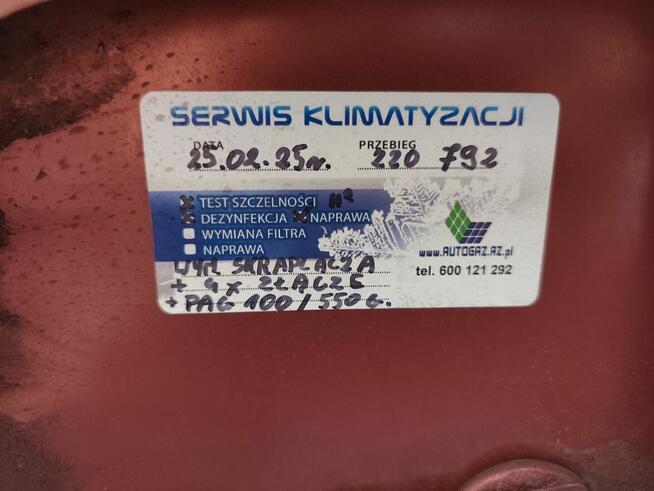 SERWIS KLIMATYZACJI
DATA PRZEBIEG
25.02.25r. 220 792
TEST SZCZELNOŚCI N2
DEZYNFEKCJA NAPRAWA
WYMIANA FILTRA
NAPRAWA
www.AUTOGAZ.RZ.pl
tel. 600 121 292
WYM SKRAPLACZA
+ 4x ZŁĄCZE
+ PAG 100/550 G.